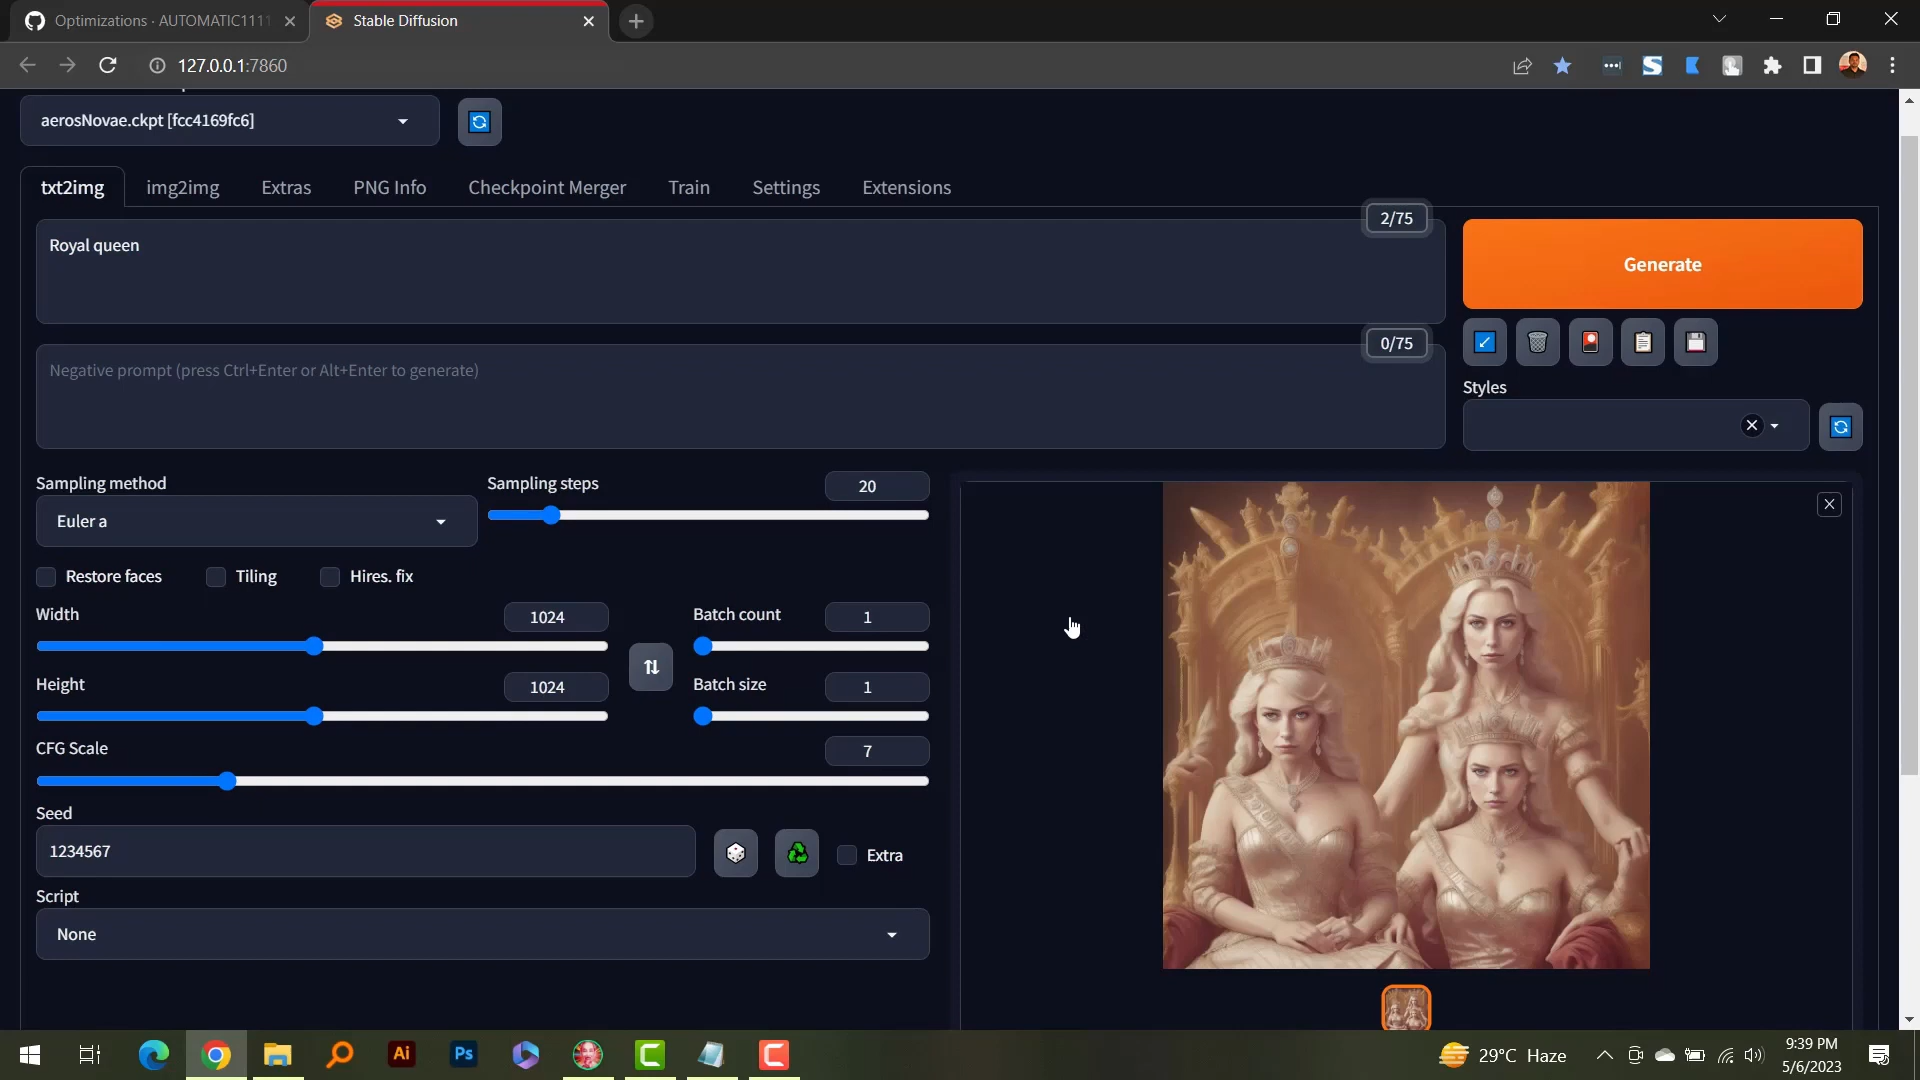 Optimizations · AUTOMATIC1111
Stable Diffusion
127.0.0.1:7860
aerosNovae.ckpt [fcc4169fc6]
txt2img
img2img
Extras
PNG Info
Checkpoint Merger
Train
Settings
Extensions
2/75
Royal queen
Generate
0/75
Negative prompt (press Ctrl+Enter or Alt+Enter to generate)
Styles
Sampling method
Sampling steps
20
Euler a
Restore faces
Tiling
Hires. fix
Width
1024
Batch count
1
Height
1024
Batch size
1
CFG Scale
7
Seed
1234567
Extra
Script
None
Ai
Ps
29°C Haze
9:39 PM
5/6/2023